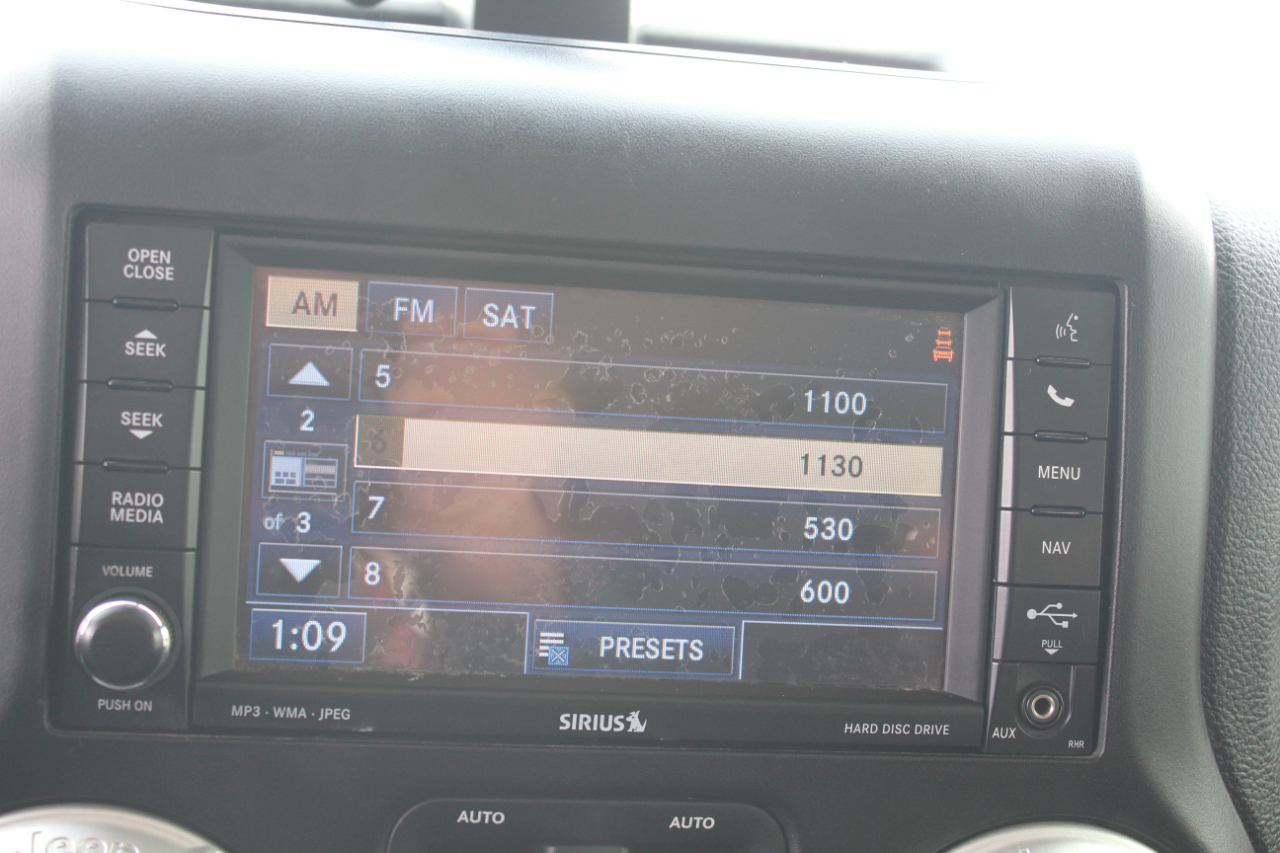 OPEN
CLOSE
SEEK
SEEK
RADIO
MEDIA
VOLUME
PUSH ON
AM FM SAT
5 1100
2
6 1130
7 530
of 3
8 600
1:09
PRESETS
MENU
NAV
PULL
AUX
RHR
MP3 · WMA · JPEG
SIRIUS
HARD DISC DRIVE
AUTO
AUTO
Jeep